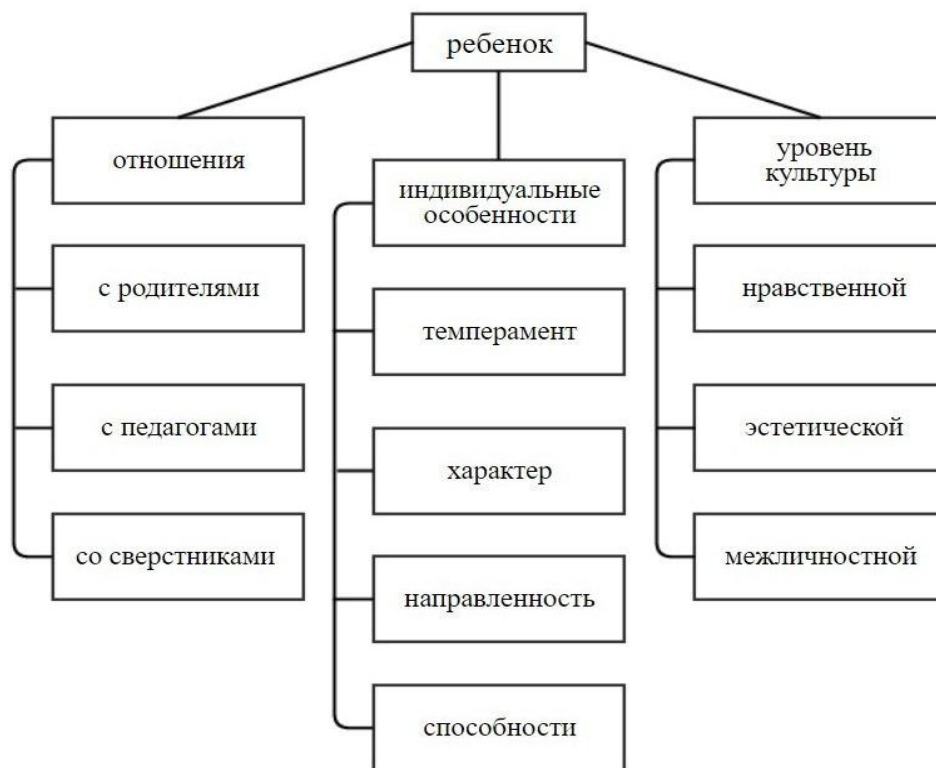 ребенок
отношения
с родителями
с педагогами
со сверстниками
индивидуальные
особенности
темперамент
характер
направленность
способности
уровень
культуры
нравственной
эстетической
межличностной